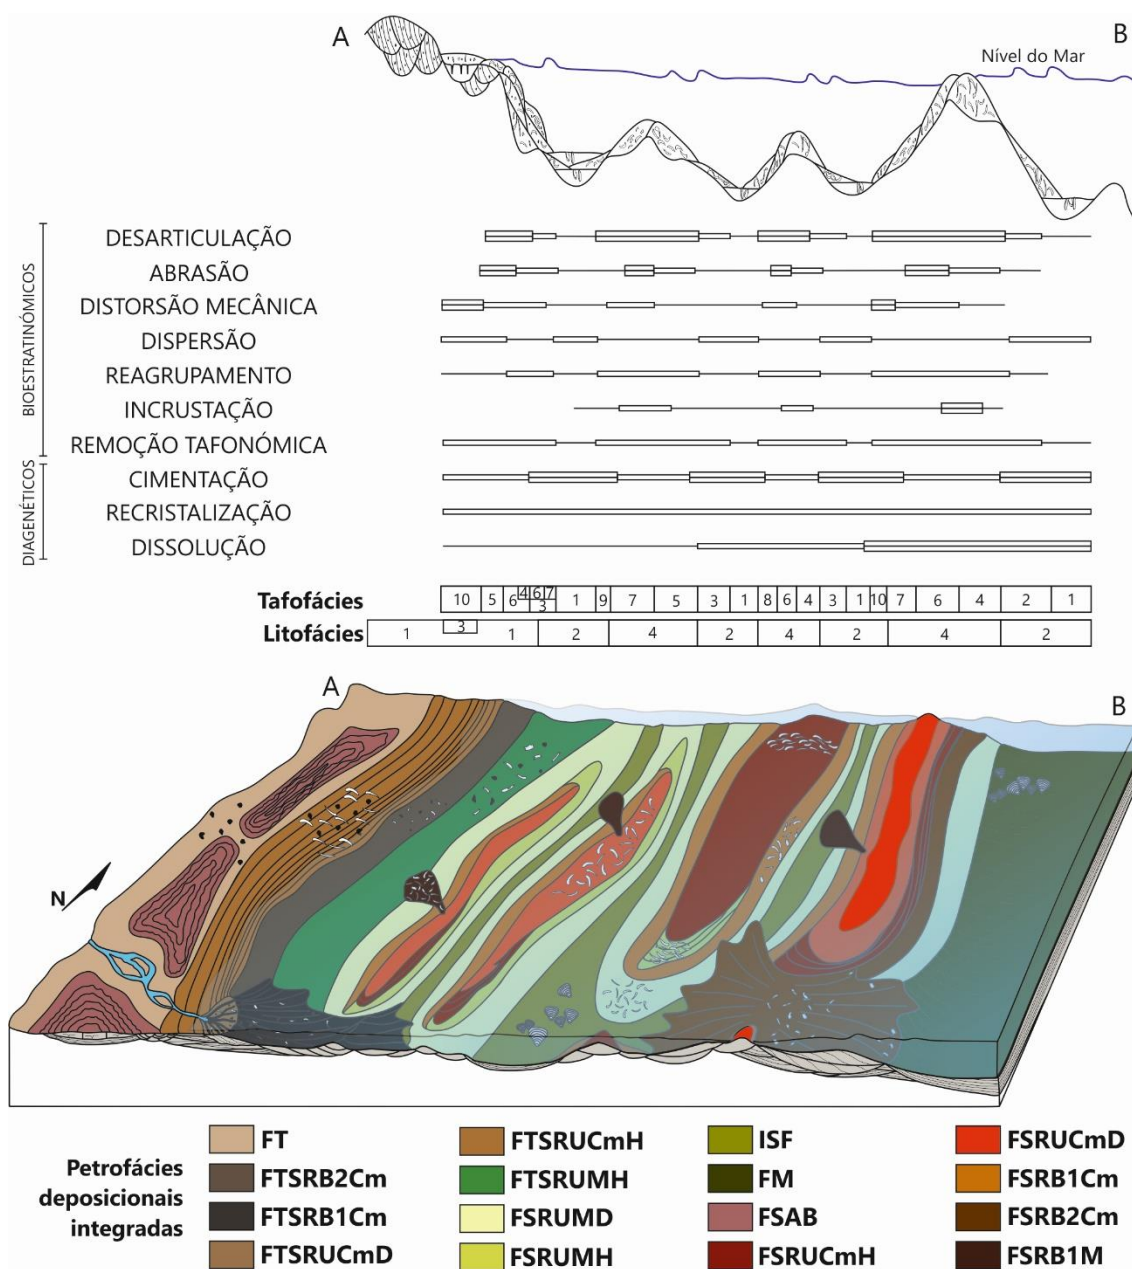 A
B
Nível do Mar
BIOESTRATINÓMICOS
DESARTICULAÇÃO
ABRASÃO
DISTORSÃO MECÂNICA
DISPERSÃO
REAGRUPAMENTO
INCRUSTAÇÃO
REMOÇÃO TAFONÓMICA
DIAGENÉTICOS
CIMENTAÇÃO
RECRISTALIZAÇÃO
DISSOLUÇÃO
Tafofácies 10 5 6 4 6 7 3 1 9 7 5 3 1 8 6 4 3 1 10 7 6 4 2 1
Litofácies 1 3 1 2 4 2 4 2 4 2
A
B
N
Petrofácies
deposicionais
integradas
FT
FTSRB2Cm
FTSRB1Cm
FTSRUCmD
FTSRUCmH
FTSRUMH
FSRUMD
FSRUMH
ISF
FM
FSAB
FSRUCmH
FSRUCmD
FSRB1Cm
FSRB2Cm
FSRB1M